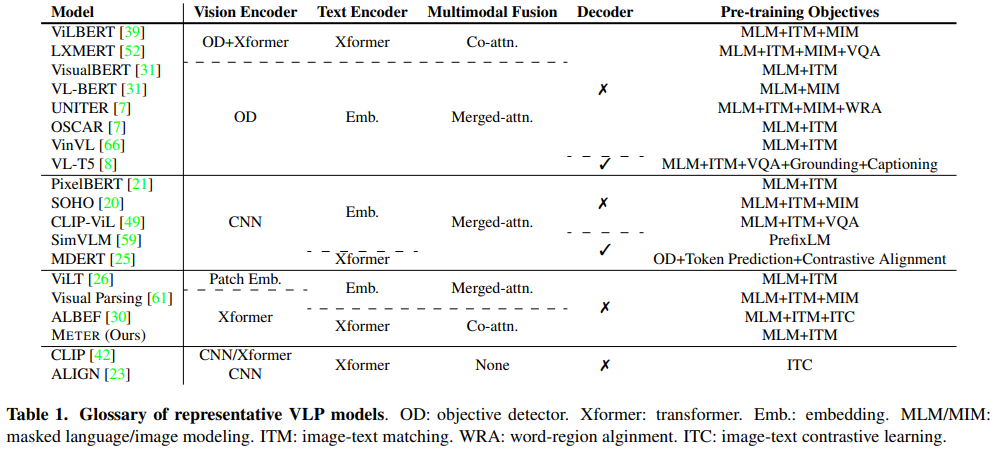 Model Vision Encoder Text Encoder Multimodal Fusion Decoder Pre-training Objectives
ViLBERT [39] MLM+ITM+MIM
OD+Xformer Xformer Co-attn.
LXMERT [52] MLM+ITM+MIM+VQA
VisualBERT [31] MLM+ITM
VL-BERT [31] ✗ MLM+MIM
UNITER [7] MLM+ITM+MIM+WRA
OD Emb. Merged-attn.
OSCAR [7] MLM+ITM
VinVL [66] MLM+ITM
VL-T5 [8] ✓ MLM+ITM+VQA+Grounding+Captioning
PixelBERT [21] MLM+ITM
SOHO [20] Emb. ✗ MLM+ITM+MIM
CLIP-ViL [49] CNN Merged-attn. MLM+ITM+VQA
SimVLM [59] PrefixLM
✓
MDERT [25] Xformer OD+Token Prediction+Contrastive Alignment
ViLT [26] Patch Emb. MLM+ITM
Emb. Merged-attn.
Visual Parsing [61] MLM+ITM+MIM
✗
ALBEF [30] Xformer Xformer Co-attn. MLM+ITM+ITC
METER (Ours) MLM+ITM
CLIP [42] CNN/Xformer
Xformer None ✗ ITC
ALIGN [23] CNN
Table 1. Glossary of representative VLP models. OD: objective detector. Xformer: transformer. Emb.: embedding. MLM/MIM:
masked language/image modeling. ITM: image-text matching. WRA: word-region alginment. ITC: image-text contrastive learning.